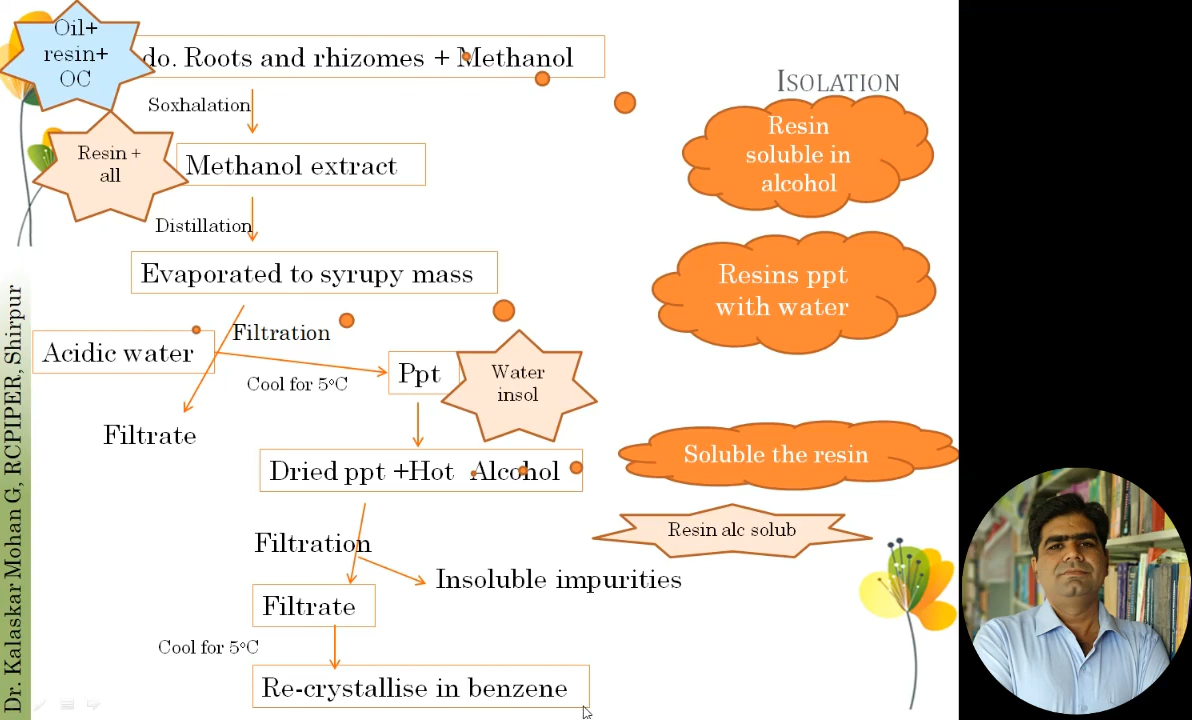 Oil+
resin+
OC
do. Roots and rhizomes + Methanol
ISOLATION
Soxhalation
Resin
soluble in
alcohol
Resin +
all
Methanol extract
Distillation
Evaporated to syrupy mass
Resins ppt
with water
Filtration
Acidic water
Cool for 5°C
Ppt
Water
insol
Filtrate
Dried ppt +Hot Alcohol
Soluble the resin
Resin alc solub
Filtration
Insoluble impurities
Filtrate
Cool for 5°C
Re-crystallise in benzene
Dr. Kalaskar Mohan G, RCPIPER, Shirpur